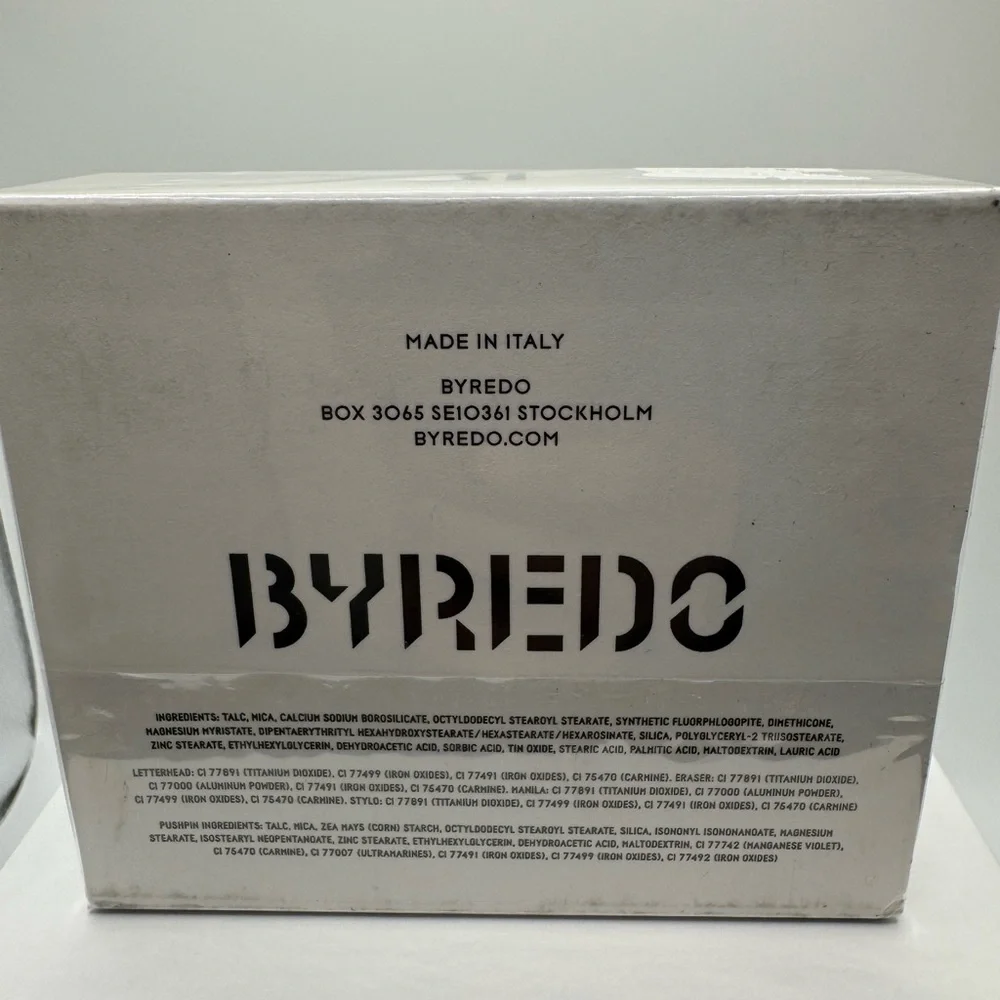 MADE IN ITALY
BYREDO
BOX 3065 SE10361 STOCKHOLM
BYREDO.COM
BYREDO
INGREDIENTS: TALC, MICA, CALCIUM SODIUM BOROSILICATE, OCTYLDODECYL STEAROYL STEARATE, SYNTHETIC FLUORPHLOGOPITE, DIMETHICONE,
MAGNESIUM MYRISTATE, DIPENTAERYTHRITYL HEXAHYDROXYSTEARATE/HEXASTEARATE/HEXAROSINATE, SILICA, POLYGLYCERYL-2 TRIISOSTEARATE,
ZINC STEARATE, ETHYLHEXYLGLYCERIN, DEHYDROACETIC ACID, SORBIC ACID, TIN OXIDE, STEARIC ACID, PALMITIC ACID, MALTODEXTRIN, LAURIC ACID
LETTERHEAD: CI 77891 (TITANIUM DIOXIDE), CI 77499 (IRON OXIDES), CI 77491 (IRON OXIDES), CI 75470 (CARMINE). ERASER: CI 77891 (TITANIUM DIOXIDE),
CI 77000 (ALUMINUM POWDER), CI 77491 (IRON OXIDES), CI 75470 (CARMINE). MANILA: CI 77891 (TITANIUM DIOXIDE), CI 77000 (ALUMINUM POWDER),
CI 77499 (IRON OXIDES), CI 75470 (CARMINE). STYLO: CI 77891 (TITANIUM DIOXIDE), CI 77499 (IRON OXIDES), CI 77491 (IRON OXIDES), CI 75470 (CARMINE)
PUSHPIN INGREDIENTS: TALC, MICA, ZEA MAYS (CORN) STARCH, OCTYLDODECYL STEAROYL STEARATE, SILICA, ISONONYL ISONONANOATE, MAGNESIUM
STEARATE, ISOSTEARYL NEOPENTANOATE, ZINC STEARATE, ETHYLHEXYLGLYCERIN, DEHYDROACETIC ACID, MALTODEXTRIN, CI 77742 (MANGANESE VIOLET),
CI 75470 (CARMINE), CI 77007 (ULTRAMARINES), CI 77491 (IRON OXIDES), CI 77499 (IRON OXIDES), CI 77492 (IRON OXIDES)